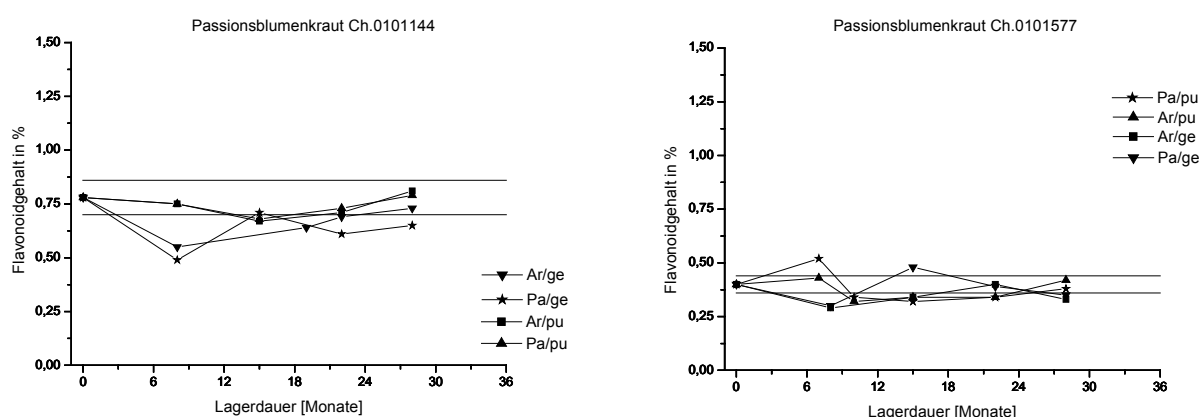 Passionsblumenkraut Ch.0101144
1,50
1,25
1,00
0,75
0,50
0,25
0,00
Flavonoidgehalt in %
0 6 12 18 24 30 36
Lagerdauer [Monate]
Ar/ge
Pa/ge
Ar/pu
Pa/pu
Passionsblumenkraut Ch.0101577
1,50
1,25
1,00
0,75
0,50
0,25
0,00
Flavonoidgehalt in %
0 6 12 18 24 30 36
Lagerdauer [Monate]
Pa/pu
Ar/pu
Ar/ge
Pa/ge